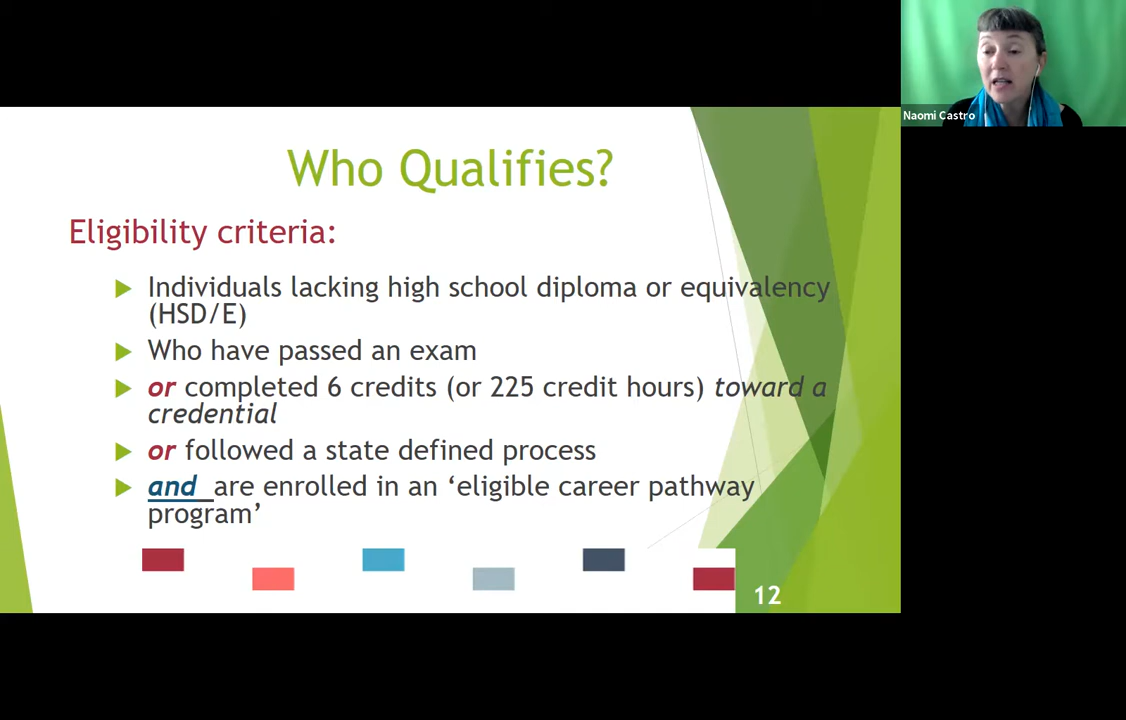 Naomi Castro
Who Qualifies?
Eligibility criteria:
Individuals lacking high school diploma or equivalency
(HSD/E)
Who have passed an exam
or completed 6 credits (or 225 credit hours) toward a
credential
or followed a state defined process
and are enrolled in an ‘eligible career pathway
program’
12